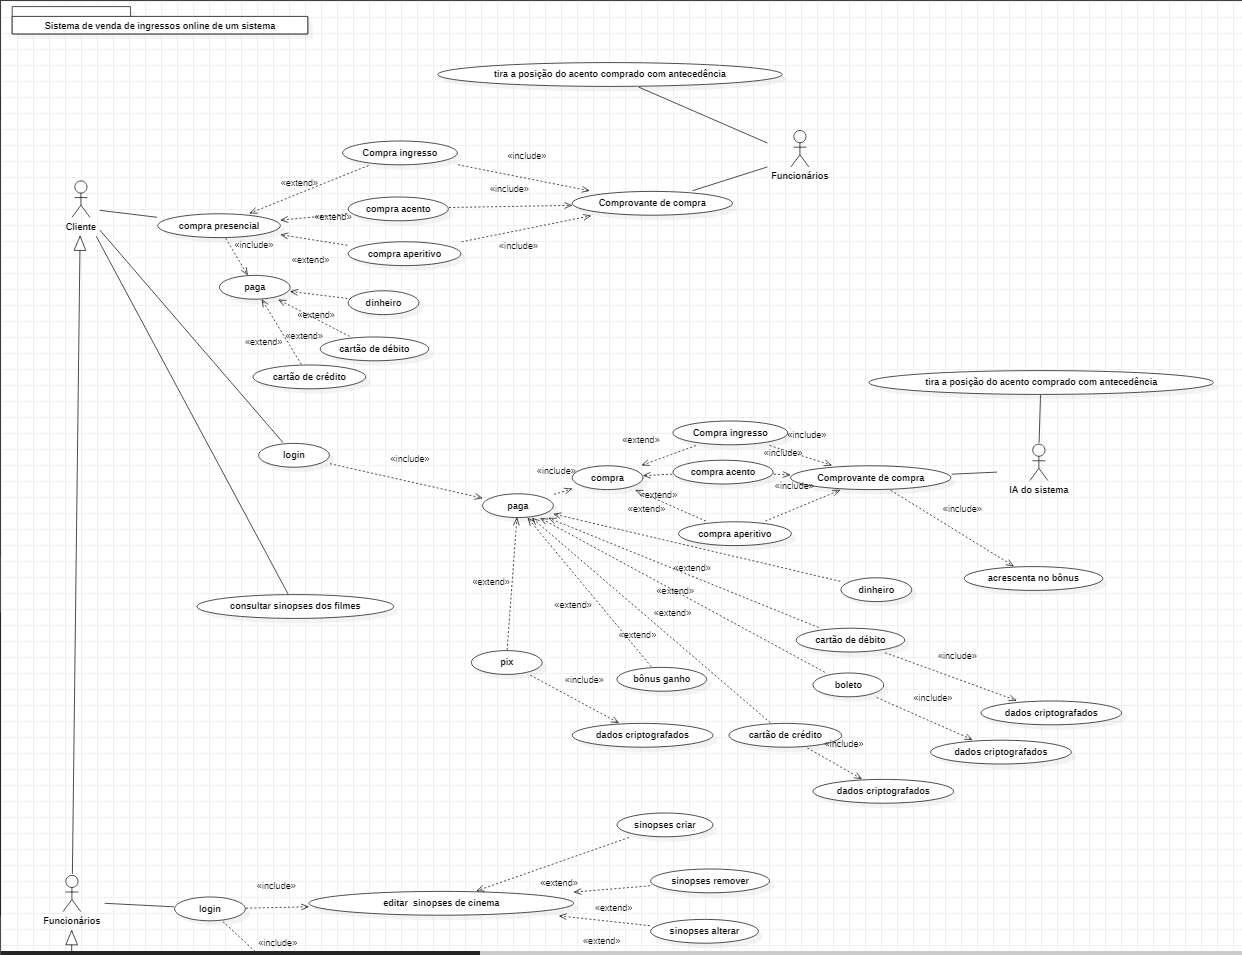 Sistema de venda de ingressos online de um sistema
tira a posição do acento comprado com antecedência
Funcionários
Compra ingresso
«include»
«extend»
«include»
compra acento
Comprovante de compra
Cliente
«extend»
compra presencial
«include»
compra aperitivo
«include»
«extend»
paga
dinheiro
«extend»
«extend»
«extend»
cartão de débito
cartão de crédito
tira a posição do acento comprado com antecedência
Compra ingresso
«include»
«extend»
login
«include»
«include»
«include»
compra
compra acento
Comprovante de compra
«include»
IA do sistema
«extend»
paga
«extend»
«include»
compra aperitivo
«extend»
acrescenta no bônus
«extend»
dinheiro
«extend»
consultar sinopses dos filmes
«extend»
«extend»
«extend»
cartão de débito
pix
«include»
«include»
bônus ganho
boleto
«include»
dados criptografados
dados criptografados
cartão de crédito
«include»
dados criptografados
dados criptografados
sinopses criar
sinopses remover
«extend»
«include»
editar sinopses de cinema
login
«extend»
Funcionários
sinopses alterar
«include»
«extend»